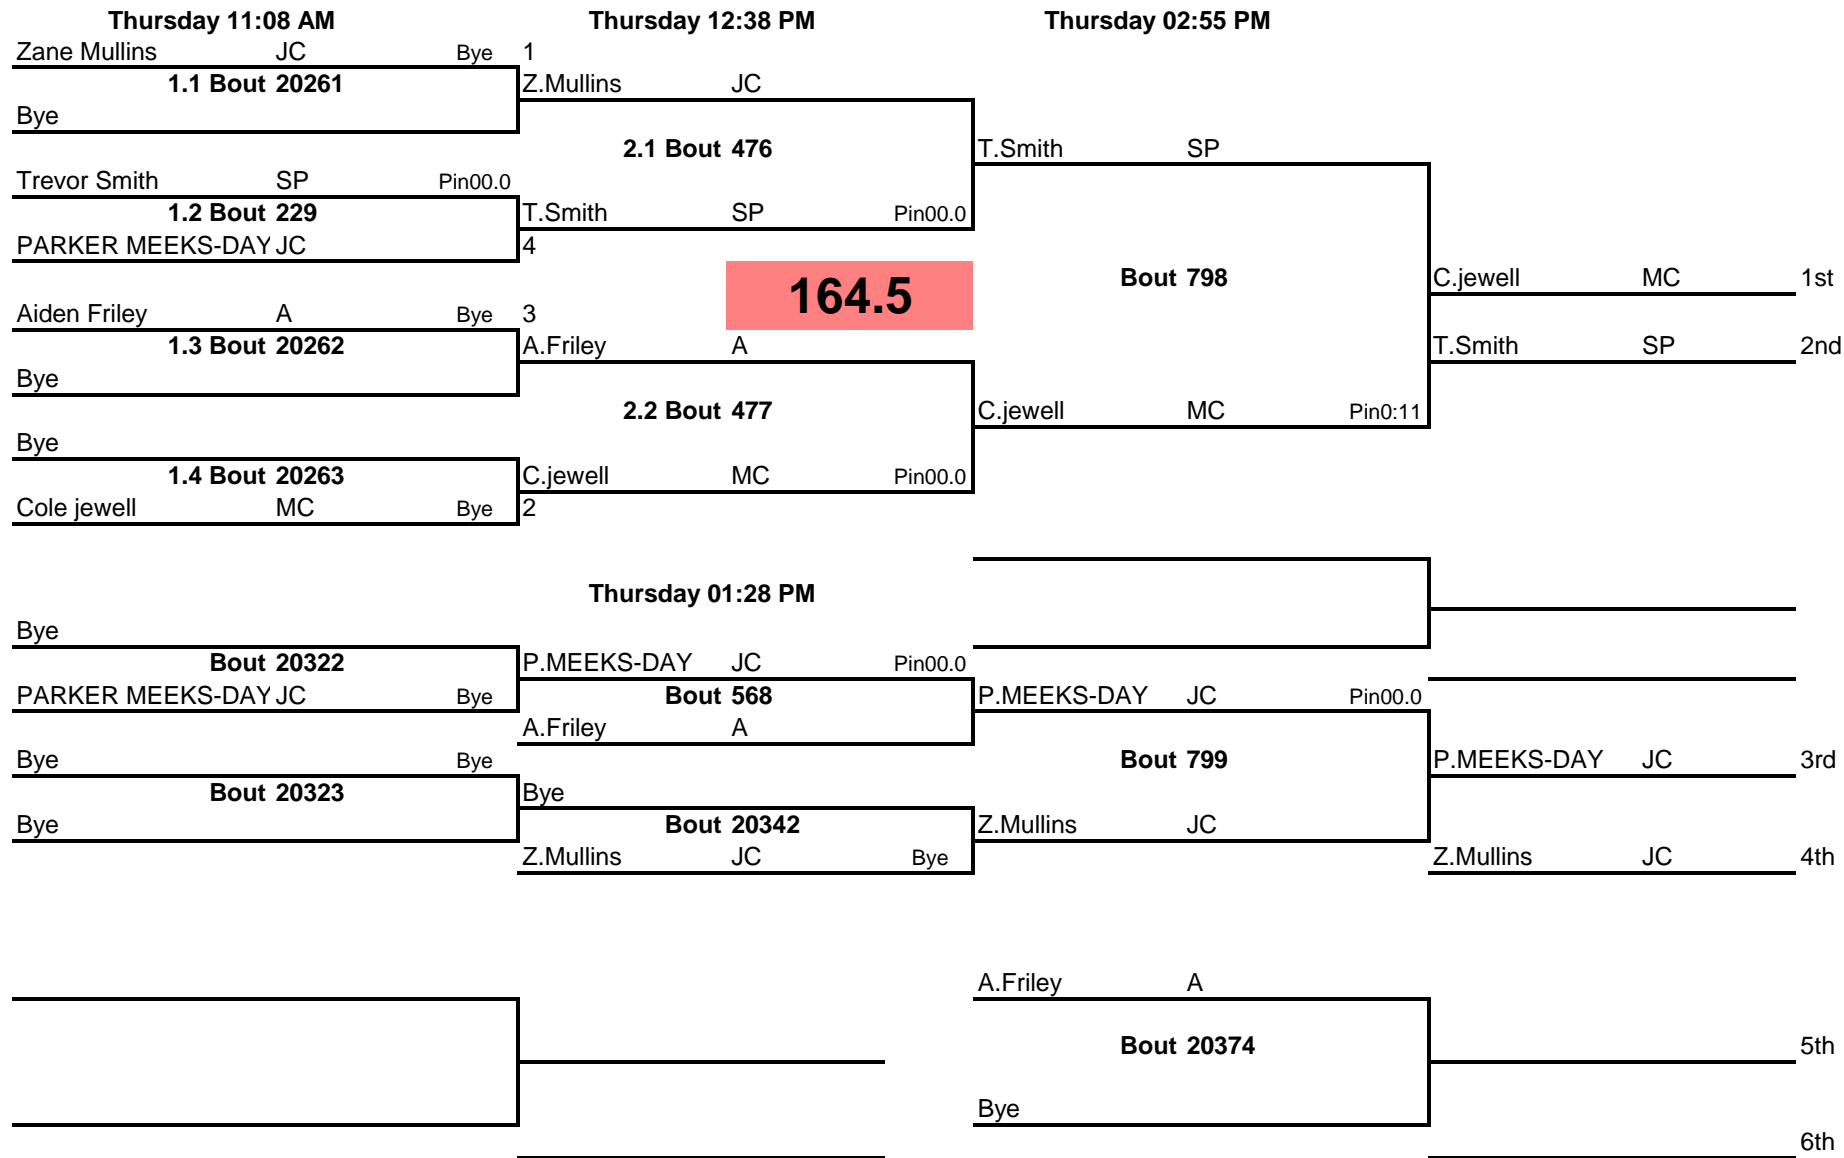 Thursday 11:08 AM Thursday 12:38 PM Thursday 02:55 PM
Zane Mullins JC Bye 1
1.1 Bout 20261 Z.Mullins JC
Bye
2.1 Bout 476 T.Smith SP
Trevor Smith SP Pin00.0
1.2 Bout 229 T.Smith SP Pin00.0
PARKER MEEKS-DAY JC 4
164.5 Bout 798 C.jewell MC 1st
Aiden Friley A Bye 3
1.3 Bout 20262 A.Friley A T.Smith SP 2nd
Bye
2.2 Bout 477 C.jewell MC Pin0:11
Bye
1.4 Bout 20263 C.jewell MC Pin00.0
Cole jewell MC Bye 2
Thursday 01:28 PM
Bye
Bout 20322 P.MEEKS-DAY JC Pin00.0
PARKER MEEKS-DAY JC Bye Bout 568 P.MEEKS-DAY JC Pin00.0
A.Friley A
Bye Bye Bout 799 P.MEEKS-DAY JC 3rd
Bout 20323 Bye
Bye Bout 20342 Z.Mullins JC
Z.Mullins JC Bye Z.Mullins JC 4th
A.Friley A
Bout 20374 5th
Bye
6th